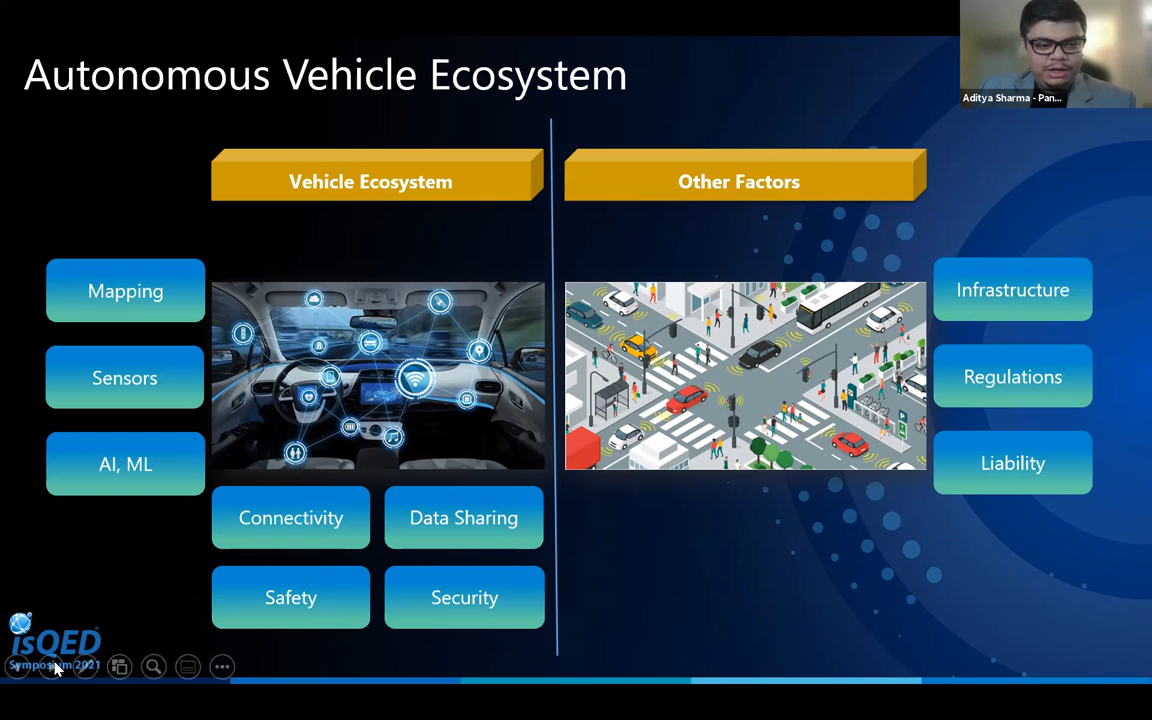 Autonomous Vehicle Ecosystem
Aditya Sharma - Pan...
Vehicle Ecosystem
Other Factors
Mapping
Sensors
AI, ML
Connectivity
Data Sharing
Safety
Security
Infrastructure
Regulations
Liability
isQED
Symposium 2021